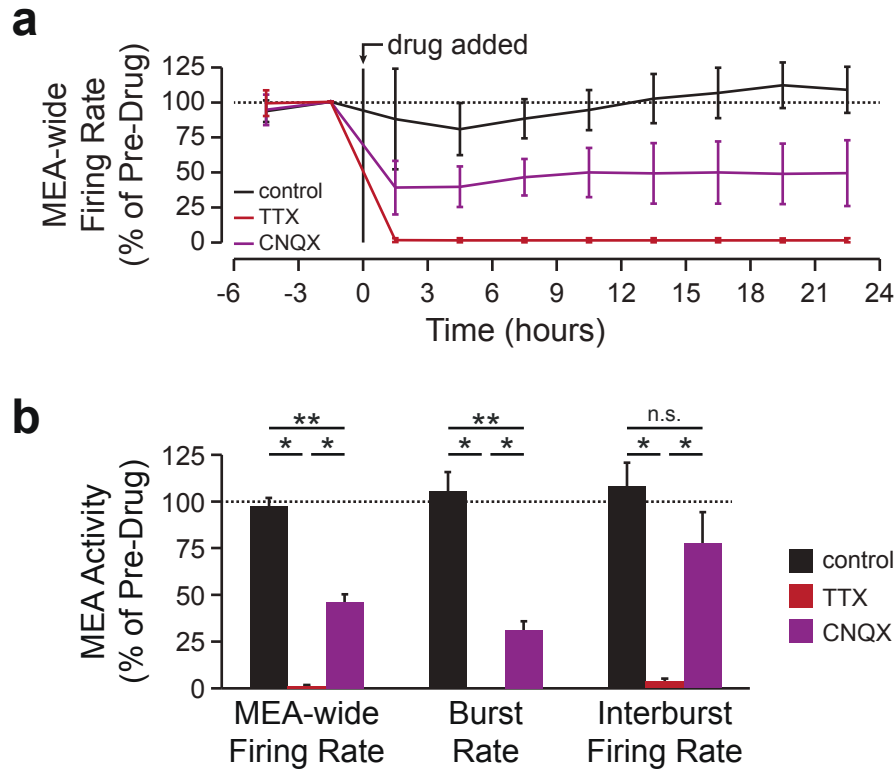 a
drug added
MEA-wide
Firing Rate
(% of Pre-Drug)
125
100
75
50
25
0
control
TTX
CNQX
-6 -3 0 3 6 9 12 15 18 21 24
Time (hours)
b
** ** n.s.
* * * * * *
MEA Activity
(% of Pre-Drug)
125
100
75
50
25
0
control
TTX
CNQX
MEA-wide
Firing Rate
Burst
Rate
Interburst
Firing Rate